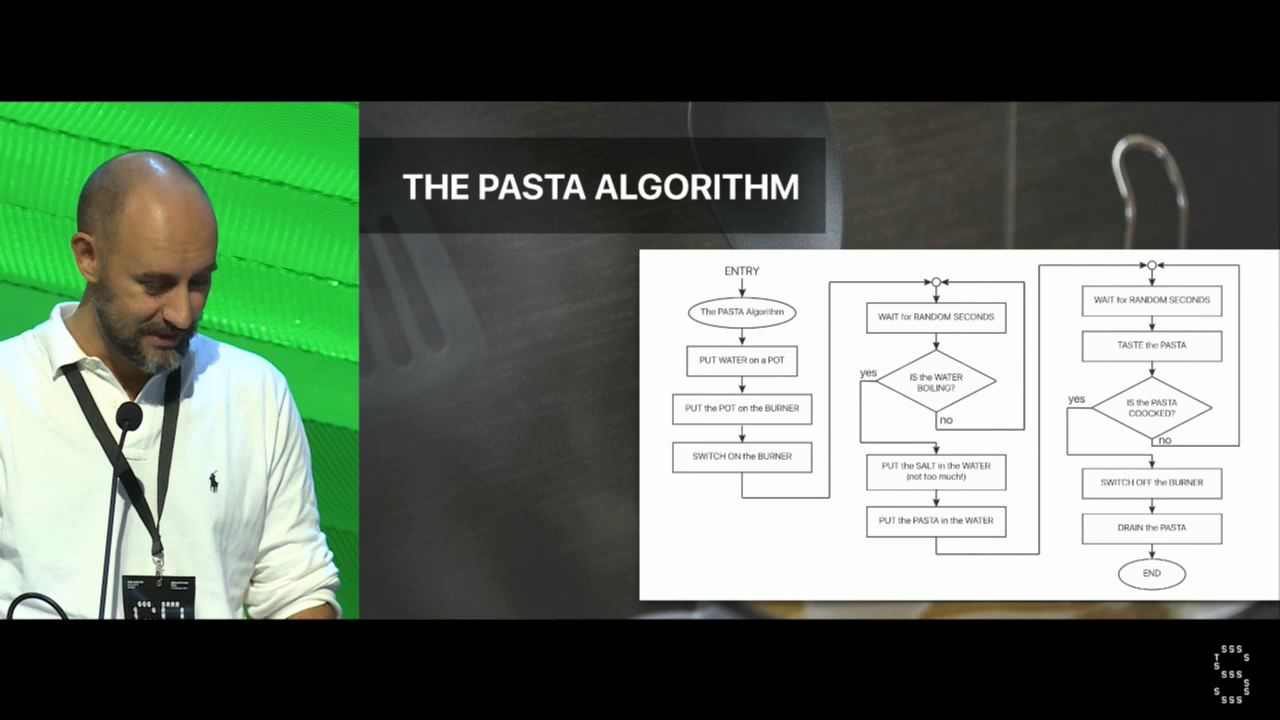 THE PASTA ALGORITHM
ENTRY
The PASTA Algorithm
PUT WATER on a POT
PUT the POT on the BURNER
SWITCH ON the BURNER
WAIT for RANDOM SECONDS
IS the WATER
BOILING?
yes
no
PUT the SALT in the WATER
(not too much!)
PUT the PASTA in the WATER
WAIT for RANDOM SECONDS
TASTE the PASTA
IS the PASTA
COOCKED?
yes
no
SWITCH OFF the BURNER
DRAIN the PASTA
END